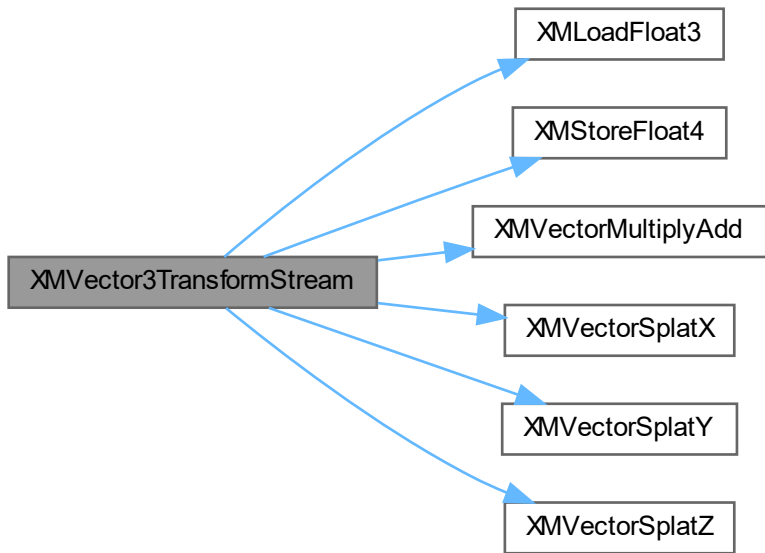 XMLoadFloat3
XMStoreFloat4
XMVectorMultiplyAdd
XMVector3TransformStream
XMVectorSplatX
XMVectorSplatY
XMVectorSplatZ